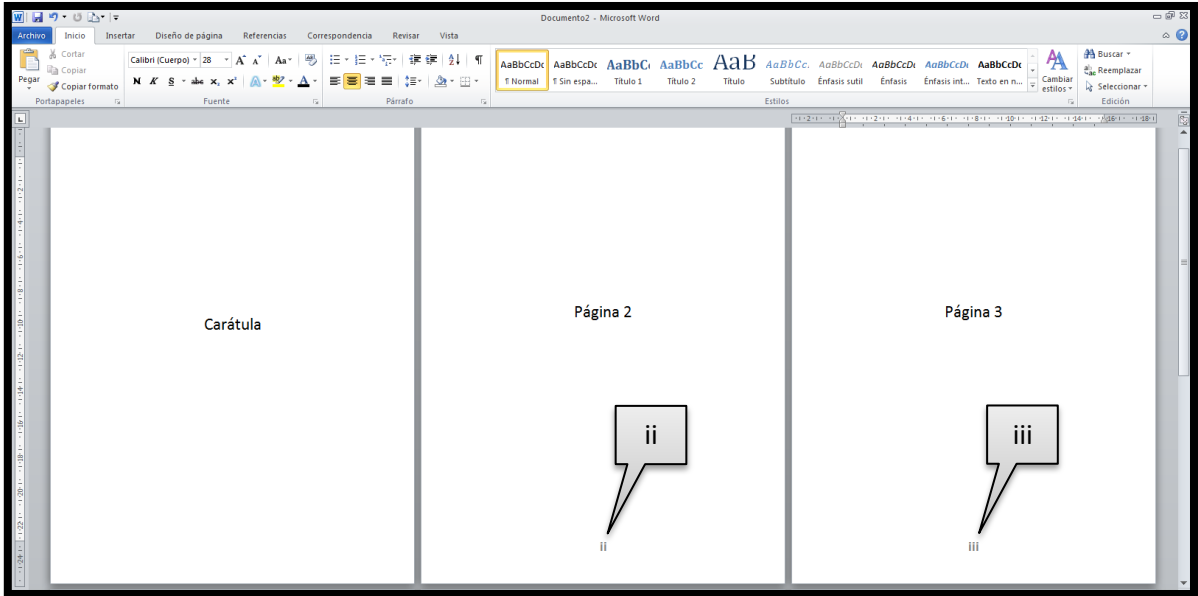 Documento2 - Microsoft Word
Archivo Inicio Insertar Diseño de página Referencias Correspondencia Revisar Vista
Pegar
Cortar
Copiar
Copiar formato
Portapapeles
Calibri (Cuerpo) 28
N K S abc x₂ x²
Fuente
Párrafo
AaBbCcDc AaBbCcDc AaBbC AaBbCc AaB AaBbCc. AaBbCcDc AaBbCcDc AaBbCcDc AaBbCcDc
¶ Normal ¶ Sin espa... Título 1 Título 2 Título Subtítulo Énfasis sutil Énfasis Énfasis int... Texto en n...
Cambiar
estilos
Estilos
Buscar
Reemplazar
Seleccionar
Edición
Carátula
Página 2
Página 3
ii
iii
ii
iii